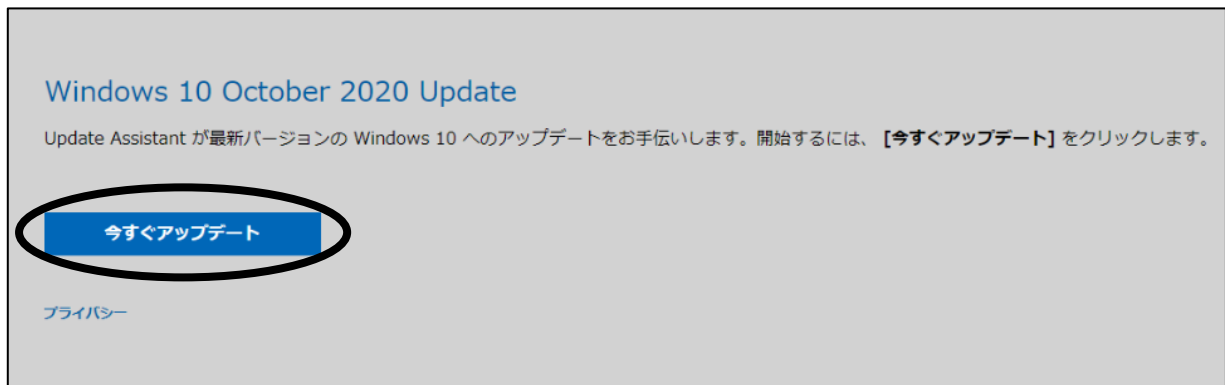 Windows 10 October 2020 Update
Update Assistant が最新バージョンの Windows 10 へのアップデートをお手伝いします。開始するには、 [今すぐアップデート] をクリックします。
今すぐアップデート
プライバシー